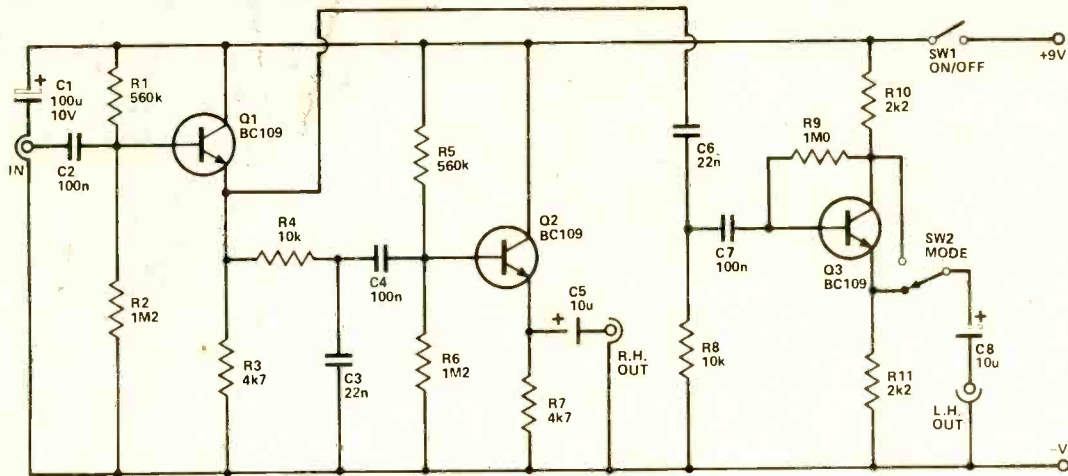 C1
100u
10V
+
IN
C2
100n
R1
560k
R2
1M2
Q1
BC109
R3
4k7
R4
10k
C3
22n
C4
100n
R5
560k
R6
1M2
Q2
BC109
+
C5
10u
R.H.
OUT
R7
4k7
C6
22n
C7
100n
R8
10k
R9
1M0
Q3
BC109
R10
2k2
R11
2k2
SW1
ON/OFF
+9V
SW2
MODE
+
C8
10u
L.H.
OUT
-V